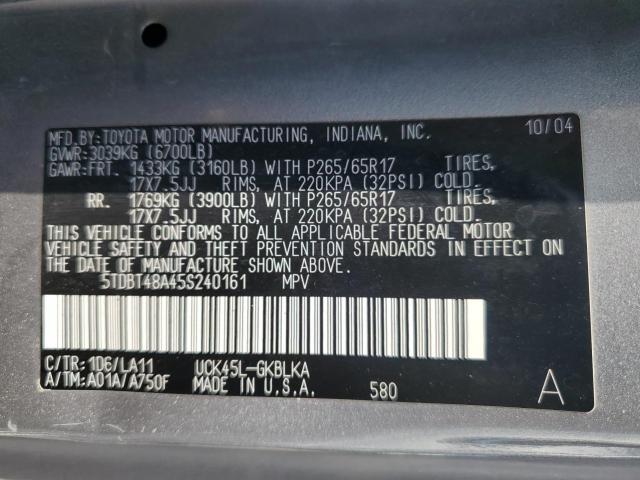 MFD.BY:TOYOTA MOTOR MANUFACTURING, INDIANA, INC. 10/04
GVWR:3039KG (6700LB)
GAWR:FRT. 1433KG (3160LB) WITH P265/65R17 TIRES,
17X7.5JJ RIMS, AT 220KPA (32PSI) COLD.
RR. 1769KG (3900LB) WITH P265/65R17 TIRES,
17X7.5JJ RIMS, AT 220KPA (32PSI) COLD.
THIS VEHICLE CONFORMS TO ALL APPLICABLE FEDERAL MOTOR
VEHICLE SAFETY AND THEFT PREVENTION STANDARDS IN EFFECT ON
THE DATE OF MANUFACTURE SHOWN ABOVE.
5TDBT48A45S240161 MPV
C/TR:1D6/LA11 UCK45L-GKBLKA
A/TM:A01A/A750F MADE IN U.S.A. 580 A